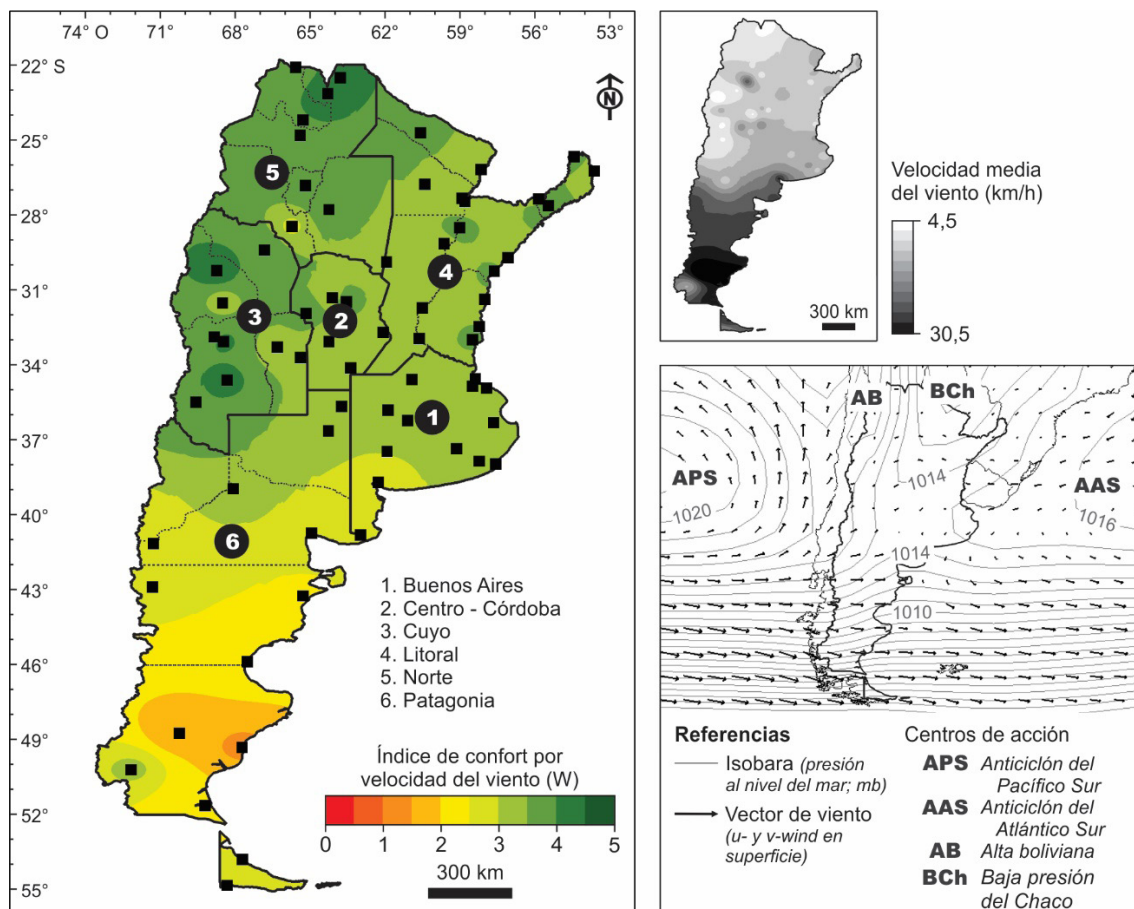 74° O 71° 68° 65° 62° 59° 56° 53°
22° S
25°
28°
31°
34°
37°
40°
43°
46°
49°
52°
55°
N
5
4
3
2
1
6
1. Buenos Aires
2. Centro - Córdoba
3. Cuyo
4. Litoral
5. Norte
6. Patagonia
Índice de confort por
velocidad del viento (W)
0 1 2 3 4 5
300 km
Velocidad media
del viento (km/h)
4,5
30,5
300 km
AB
BCh
APS
1020
1014
AAS
1016
1014
1010
Referencias
Isobara (presión
al nivel del mar; mb)
Vector de viento
(u- y v-wind en
superficie)
Centros de acción
APS Anticiclón del
Pacífico Sur
AAS Anticiclón del
Atlántico Sur
AB Alta boliviana
BCh Baja presión
del Chaco